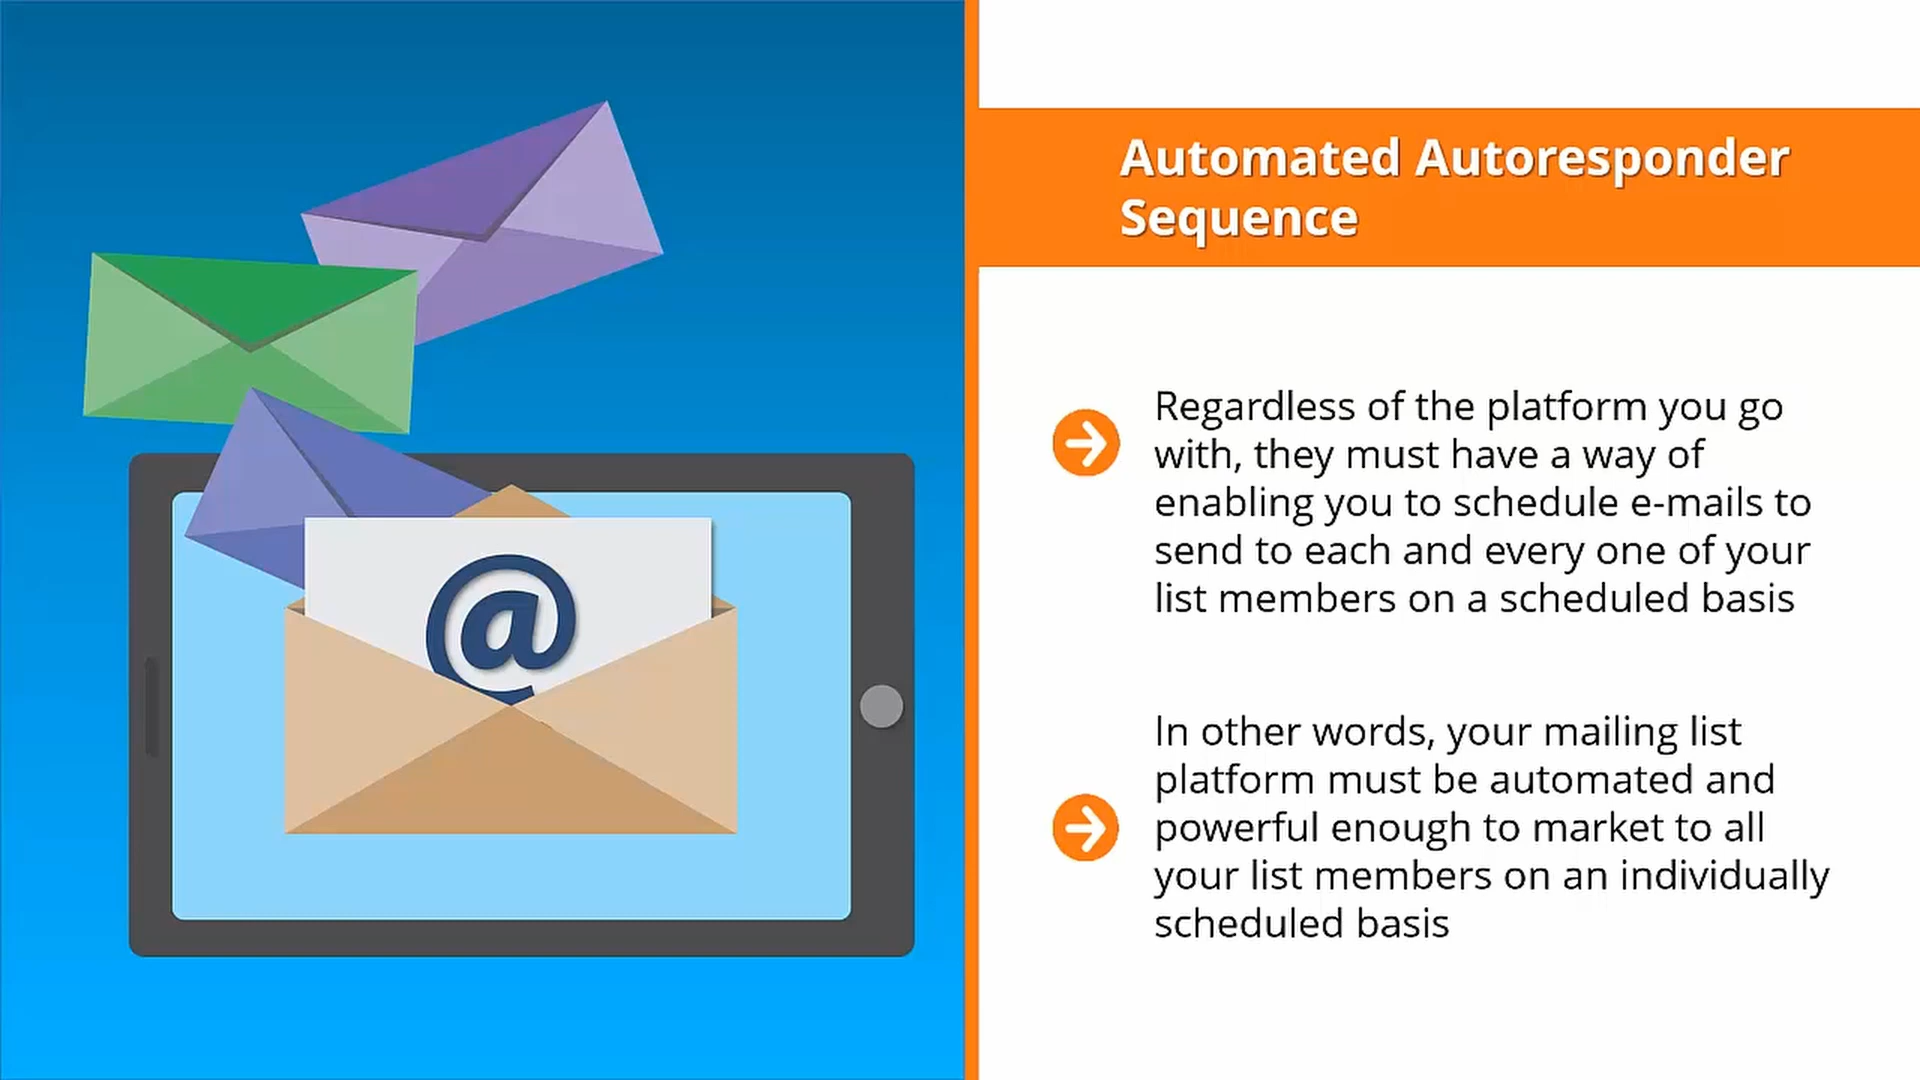 Automated Autoresponder
Sequence
Regardless of the platform you go
with, they must have a way of
enabling you to schedule e-mails to
send to each and every one of your
list members on a scheduled basis
In other words, your mailing list
platform must be automated and
powerful enough to market to all
your list members on an individually
scheduled basis
@